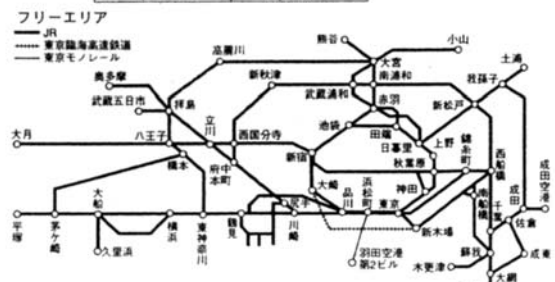 フリーエリア
JR
東京臨海高速鉄道
東京モノレール
熊谷
小山
高麗川
大宮
土浦
奥多摩
新秋津
南浦和
我孫子
武蔵五日市
武蔵浦和
拝島
赤羽
新松戸
立川
池袋
田端
大月
八王子
西国分寺
日暮里
上野
錦糸町
新宿
秋葉原
西船橋
成田空港
橋本
府中本町
大崎
品川
浜松町
神田
東京
南船橋
成田
大船
尻手
千葉
佐倉
平塚
茅ケ崎
横浜
東神奈川
鶴見
川崎
新木場
久里浜
羽田空港
第2ビル
蘇我
木更津
成東
大網